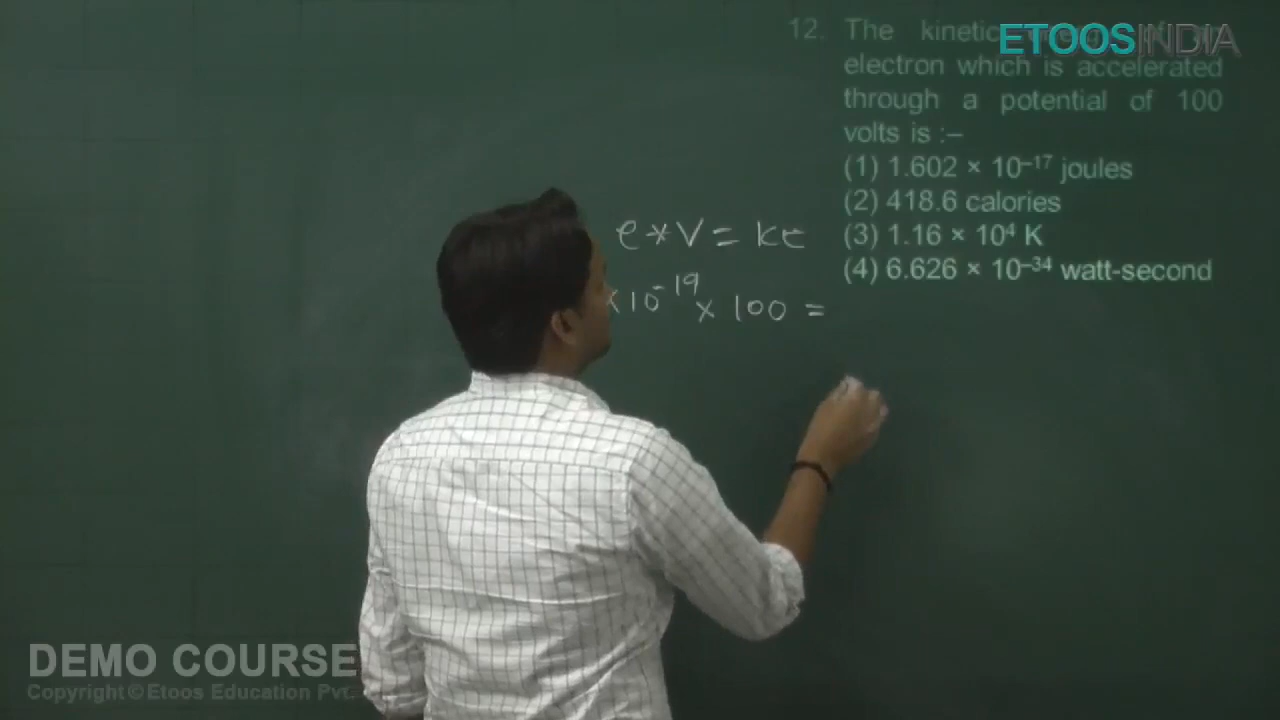 12. The kinetic
ETOOSINDIA
electron which is accelerated
through a potential of 100
volts is :–
(1) 1.602 × 10⁻¹⁷ joules
(2) 418.6 calories
(3) 1.16 × 10⁴ K
(4) 6.626 × 10⁻³⁴ watt-second
e*V= KE
×10⁻¹⁹ × 100 =
DEMO COURSE
Copyright©Etoos Education Pvt.